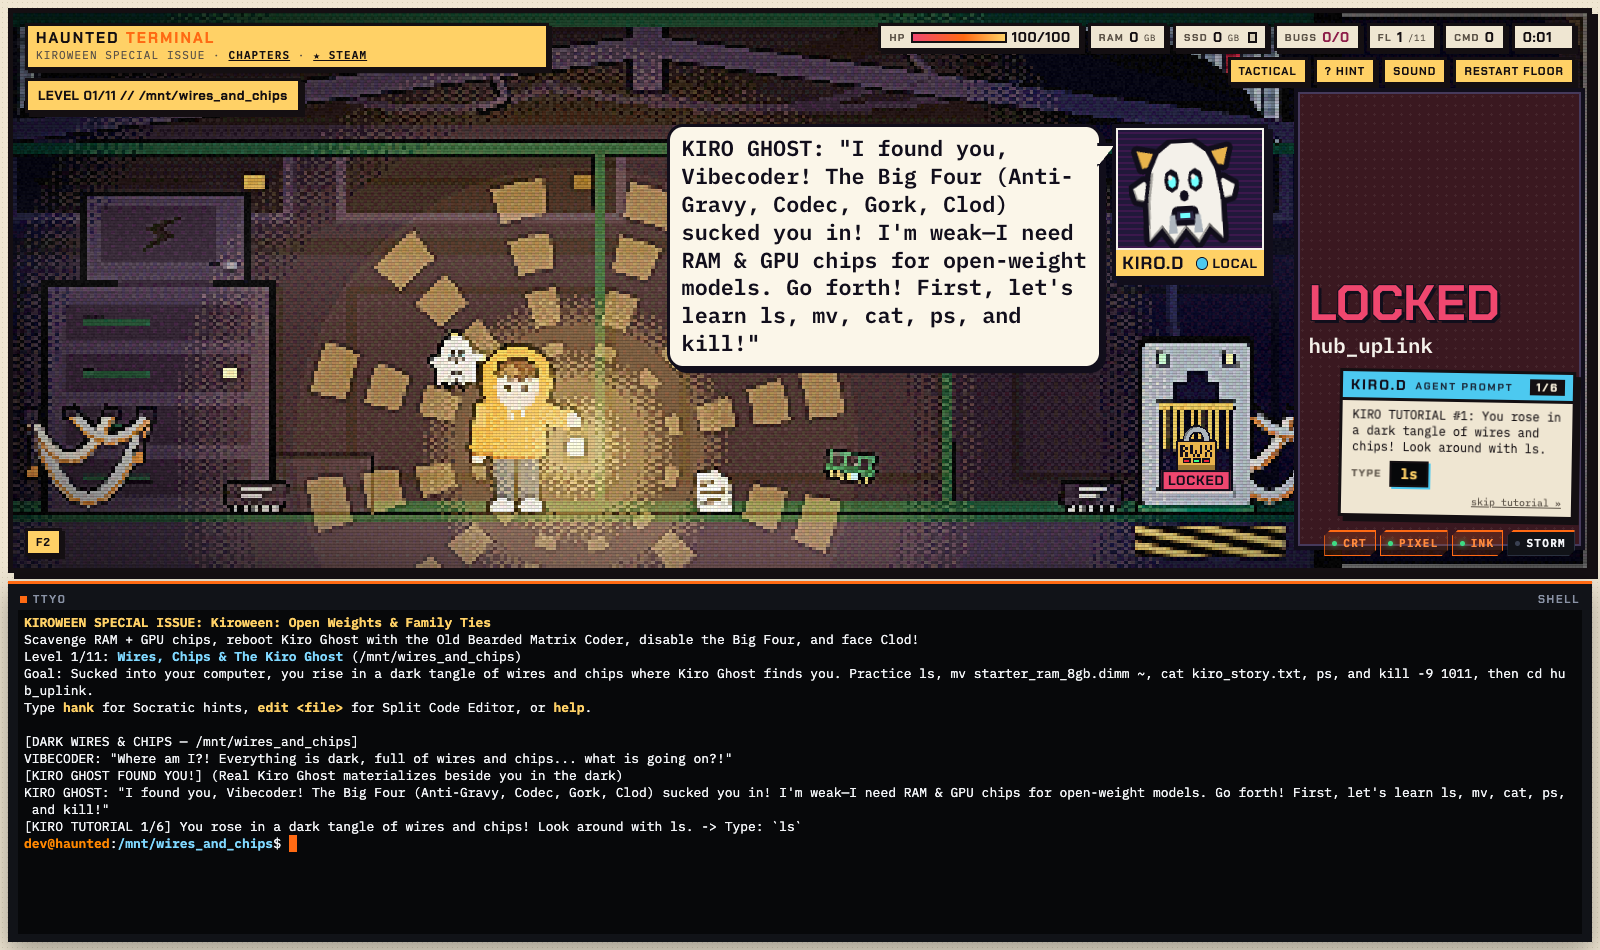 HAUNTED TERMINAL
KIROWEEN SPECIAL ISSUE · CHAPTERS · ★ STEAM
LEVEL 01/11 // /mnt/wires_and_chips
HP 100/100
RAM 0 GB
SSD 0 GB
BUGS 0/0
FL 1 /11
CMD 0
0:01
TACTICAL
? HINT
SOUND
RESTART FLOOR
KIRO GHOST: "I found you,
Vibecoder! The Big Four (Anti-
Gravy, Codec, Gork, Clod)
sucked you in! I'm weak—I need
RAM & GPU chips for open-weight
models. Go forth! First, let's
learn ls, mv, cat, ps, and
kill!"
KIRO.D LOCAL
LOCKED
hub_uplink
KIRO.D AGENT PROMPT 1/6
KIRO TUTORIAL #1: You rose in
a dark tangle of wires and
chips! Look around with ls.
TYPE ls
skip tutorial »
RWX
LOCKED
F2
CRT
PIXEL
INK
STORM
TTY0 SHELL
KIROWEEN SPECIAL ISSUE: Kiroween: Open Weights & Family Ties
Scavenge RAM + GPU chips, reboot Kiro Ghost with the Old Bearded Matrix Coder, disable the Big Four, and face Clod!
Level 1/11: Wires, Chips & The Kiro Ghost (/mnt/wires_and_chips)
Goal: Sucked into your computer, you rise in a dark tangle of wires and chips where Kiro Ghost finds you. Practice ls, mv starter_ram_8gb.dimm ~, cat kiro_story.txt, ps, and kill -9 1011, then cd hu
b_uplink.
Type hank for Socratic hints, edit <file> for Split Code Editor, or help.
[DARK WIRES & CHIPS — /mnt/wires_and_chips]
VIBECODER: "Where am I?! Everything is dark, full of wires and chips... what is going on?!"
[KIRO GHOST FOUND YOU!] (Real Kiro Ghost materializes beside you in the dark)
KIRO GHOST: "I found you, Vibecoder! The Big Four (Anti-Gravy, Codec, Gork, Clod) sucked you in! I'm weak—I need RAM & GPU chips for open-weight models. Go forth! First, let's learn ls, mv, cat, ps,
and kill!"
[KIRO TUTORIAL 1/6] You rose in a dark tangle of wires and chips! Look around with ls. -> Type: `ls`
dev@haunted:/mnt/wires_and_chips$